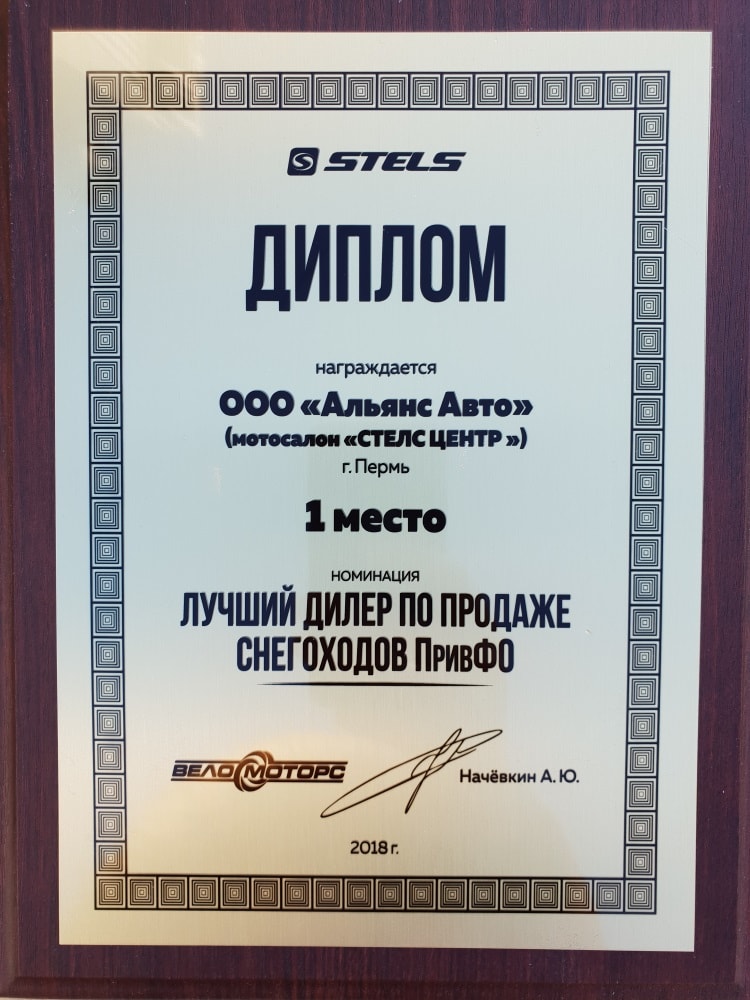 STELS
ДИПЛОМ
награждается
ООО «Альянс Авто»
(мотосалон «СТЕЛС ЦЕНТР »)
г. Пермь
1 место
НОМИНАЦИЯ
ЛУЧШИЙ ДИЛЕР ПО ПРОДАЖЕ
СНЕГОХОДОВ ПривФО
ВЕЛОМОТОРС
Начёвкин А. Ю.
2018 г.